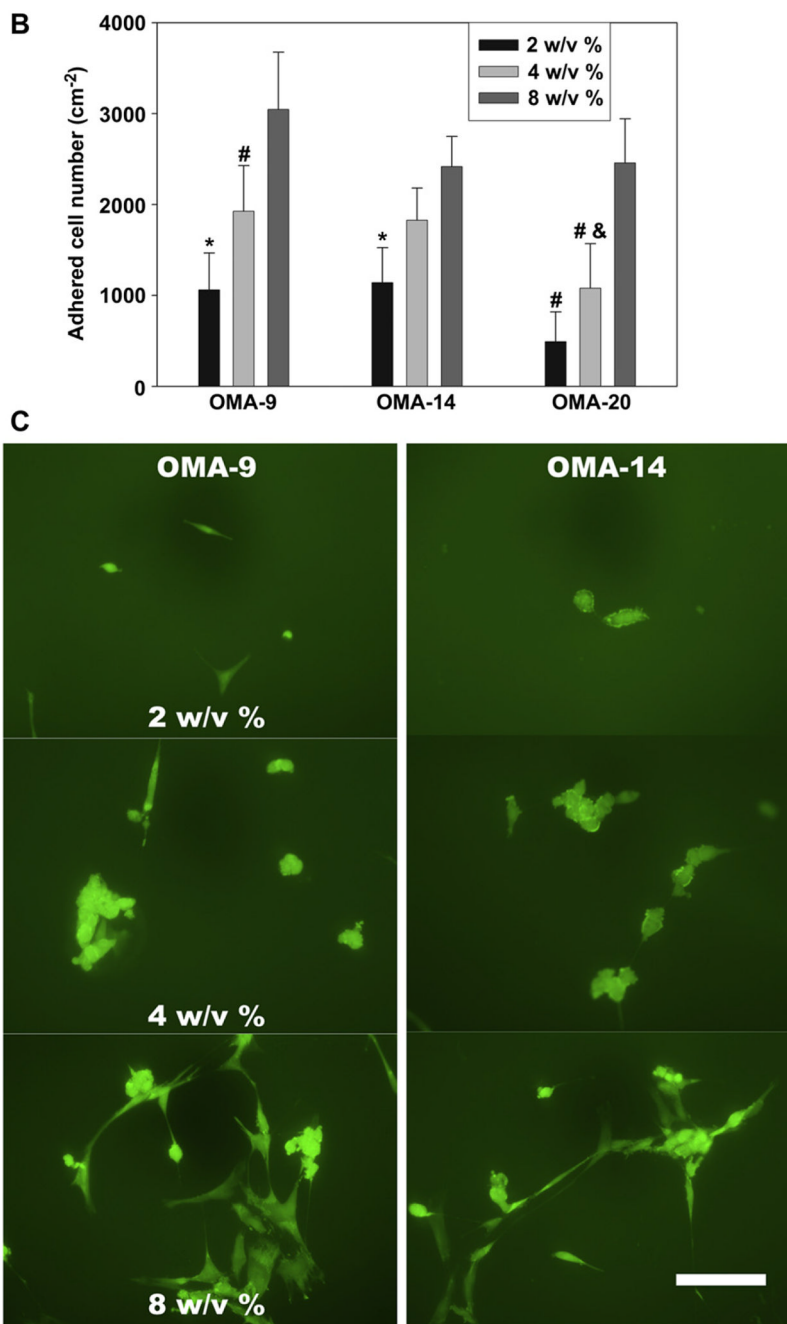 B
4000
3000
2000
1000
0
Adhered cell number (cm-2)
2 w/v %
4 w/v %
8 w/v %
*
#
*
#
# &
OMA-9
OMA-14
OMA-20
C
OMA-9
OMA-14
2 w/v %
4 w/v %
8 w/v %